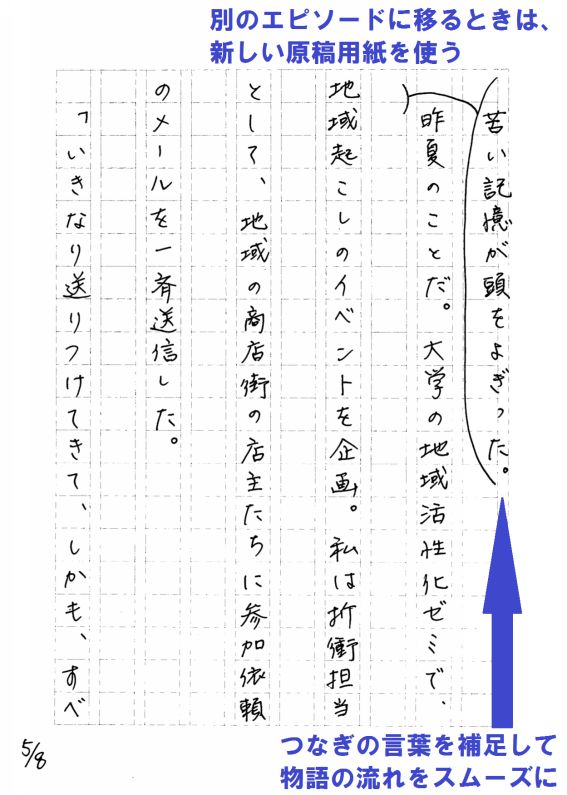 別のエピソードに移るときは、
新しい原稿用紙を使う
苦い記憶が頭をよぎった。
昨夏のことだ。大学の地域活性化ゼミで、
地域起こしのイベントを企画。私は折衝担当
として、地域の商店街の店主たちに参加依頼
のメールを一斉送信した。
「いきなり送りつけてきて、しかも、すべ
つなぎの言葉を補足して
物語の流れをスムーズに
5/8